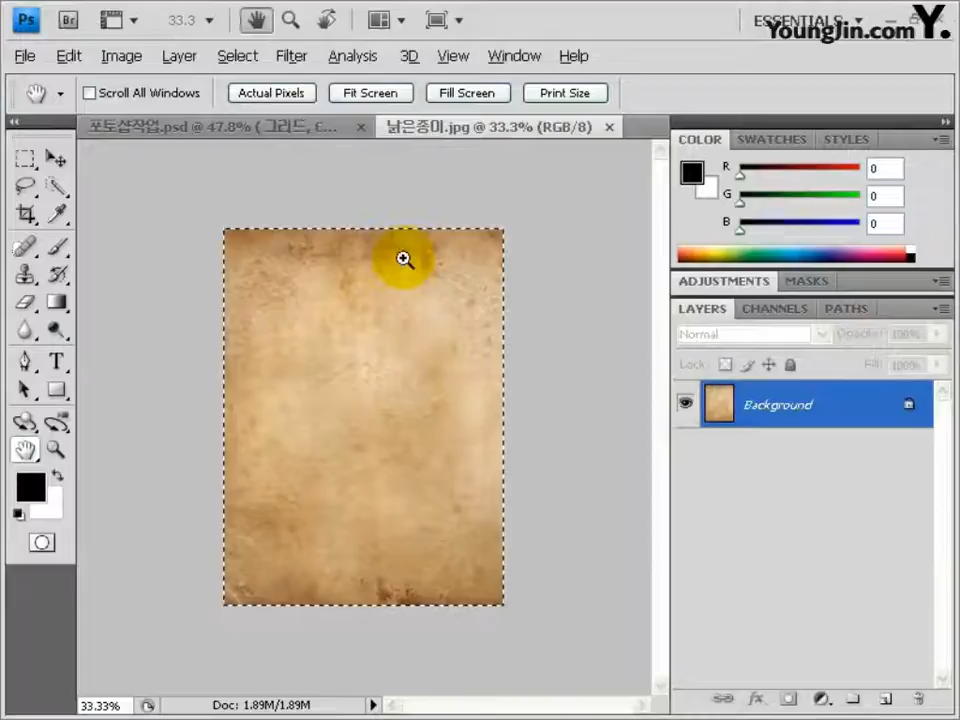 Ps Br 33.3 ESSENTIALS
YoungJin.com Y.
File Edit Image Layer Select Filter Analysis 3D View Window Help
Scroll All Windows Actual Pixels Fit Screen Fill Screen Print Size
포토샵작업.psd @ 47.8% ( 그리드, ... 낡은종이.jpg @ 33.3% (RGB/8)
COLOR SWATCHES STYLES
R 0
G 0
B 0
ADJUSTMENTS MASKS
LAYERS CHANNELS PATHS
Normal Opacity: 100%
Lock: Fill: 100%
Background
T
fx
33.33% Doc: 1.89M/1.89M